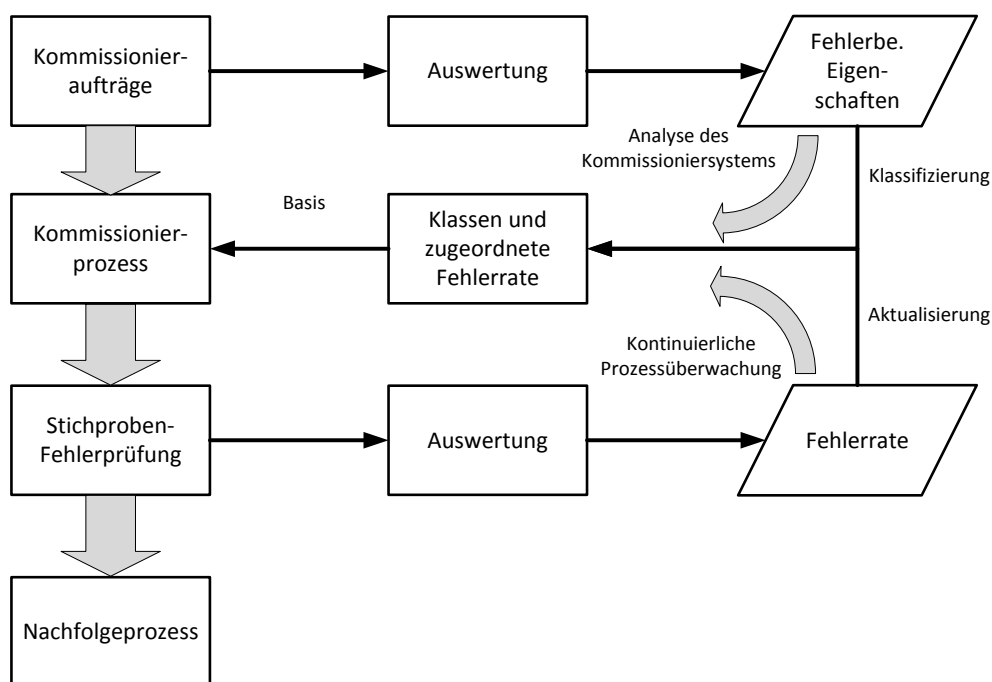 Kommissionier-
aufträge
Auswertung
Fehlerbe.
Eigen-
schaften
Analyse des
Kommissioniersystems
Klassifizierung
Kommissionier-
prozess
Basis
Klassen und
zugeordnete
Fehlerrate
Aktualisierung
Kontinuierliche
Prozessüberwachung
Stichproben-
Fehlerprüfung
Auswertung
Fehlerrate
Nachfolgeprozess